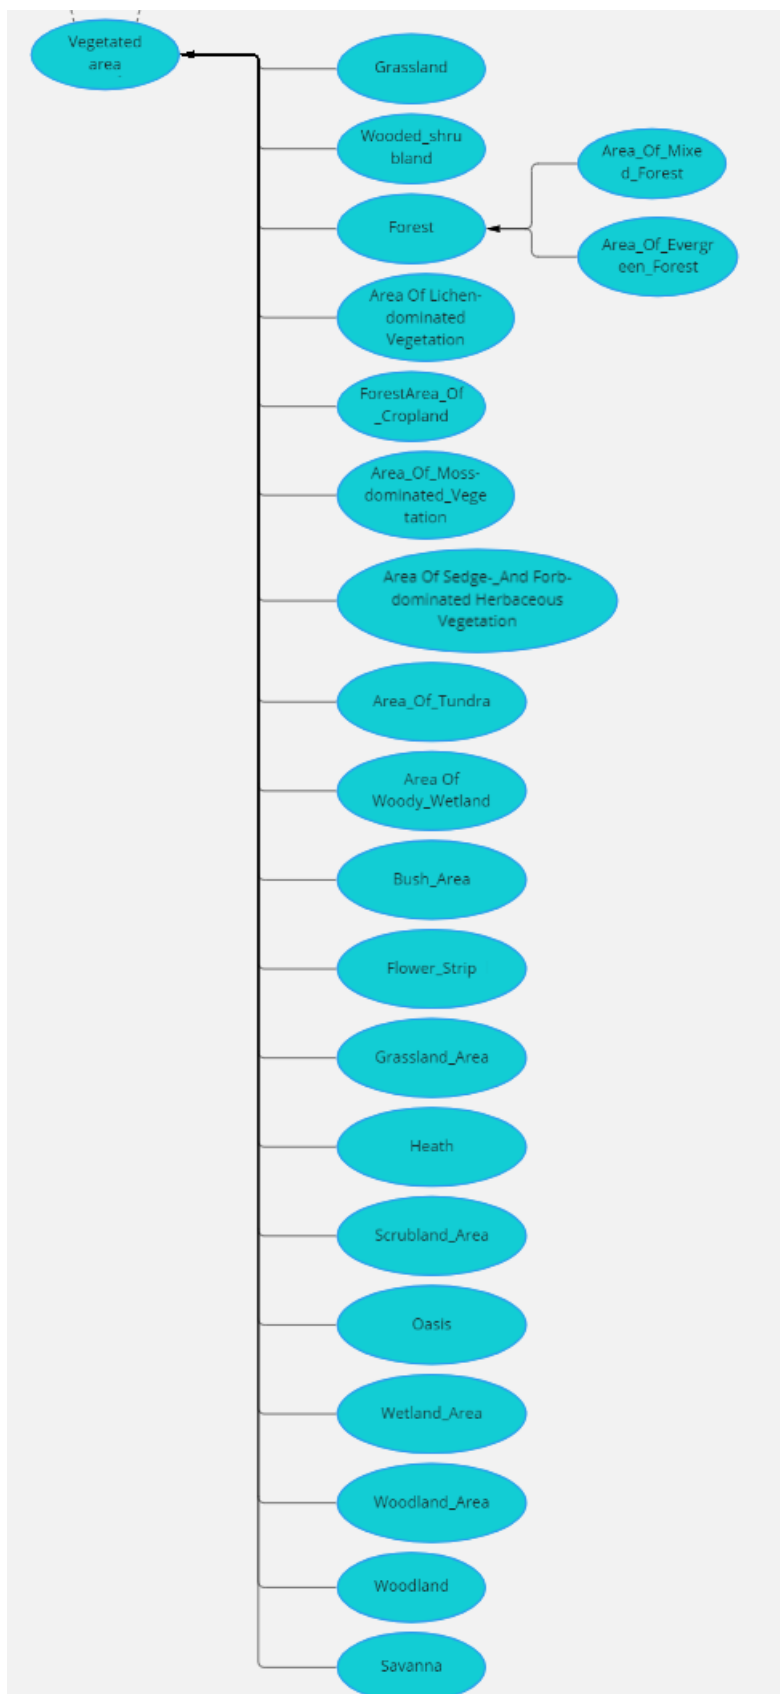 Vegetated
area
Grassland
Wooded_shru
bland
Forest
Area_Of_Mixe
d_Forest
Area_Of_Evergr
een_Forest
Area Of Lichen-
dominated
Vegetation
ForestArea_Of
_Cropland
Area_Of_Moss-
dominated_Vege
tation
Area Of Sedge-_And Forb-
dominated Herbaceous
Vegetation
Area_Of_Tundra
Area Of
Woody_Wetland
Bush_Area
Flower_Strip
Grassland_Area
Heath
Scrubland_Area
Oasis
Wetland_Area
Woodland_Area
Woodland
Savanna